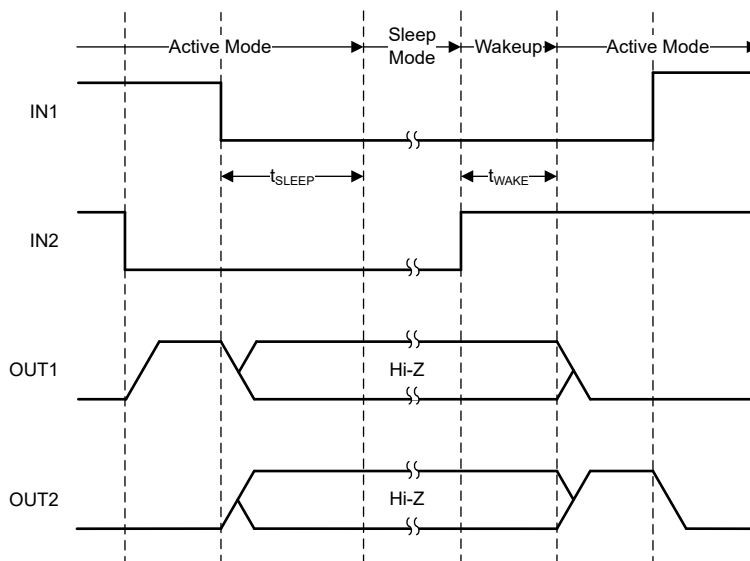 Active Mode
Sleep
Mode
Wakeup
Active Mode
IN1
tSLEEP
tWAKE
IN2
OUT1
Hi-Z
OUT2
Hi-Z